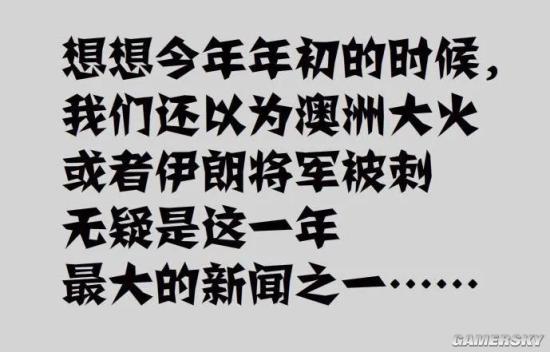 想想今年年初的时候，
我们还以为澳洲大火
或者伊朗将军被刺
无疑是这一年
最大的新闻之一……
GAMERSKY